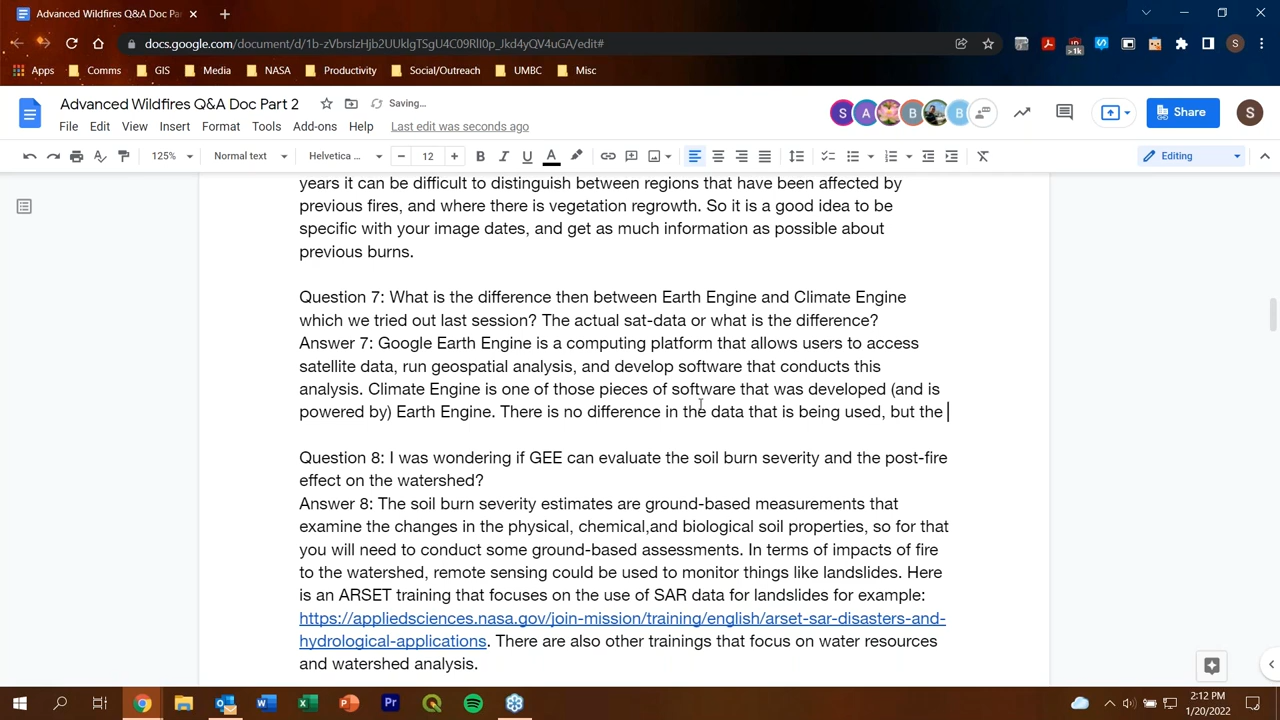 Advanced Wildfires Q&A Doc Par
docs.google.com/document/d/1b-zVbrsIzHjb2UUkIgTSgU4C09RlI0p_Jkd4yQV4uGA/edit#
>1k
S
Apps Comms GIS Media NASA Productivity Social/Outreach UMBC Misc
Advanced Wildfires Q&A Doc Part 2
Saving...
S A B B
Share
S
File Edit View Insert Format Tools Add-ons Help Last edit was seconds ago
125% Normal text Helvetica ... 12 B I U A
Editing
years it can be difficult to distinguish between regions that have been affected by
previous fires, and where there is vegetation regrowth. So it is a good idea to be
specific with your image dates, and get as much information as possible about
previous burns.
Question 7: What is the difference then between Earth Engine and Climate Engine
which we tried out last session? The actual sat-data or what is the difference?
Answer 7: Google Earth Engine is a computing platform that allows users to access
satellite data, run geospatial analysis, and develop software that conducts this
analysis. Climate Engine is one of those pieces of software that was developed (and is
powered by) Earth Engine. There is no difference in the data that is being used, but the
Question 8: I was wondering if GEE can evaluate the soil burn severity and the post-fire
effect on the watershed?
Answer 8: The soil burn severity estimates are ground-based measurements that
examine the changes in the physical, chemical,and biological soil properties, so for that
you will need to conduct some ground-based assessments. In terms of impacts of fire
to the watershed, remote sensing could be used to monitor things like landslides. Here
is an ARSET training that focuses on the use of SAR data for landslides for example:
https://appliedsciences.nasa.gov/join-mission/training/english/arset-sar-disasters-and-
hydrological-applications. There are also other trainings that focus on water resources
and watershed analysis.
2:12 PM
1/20/2022